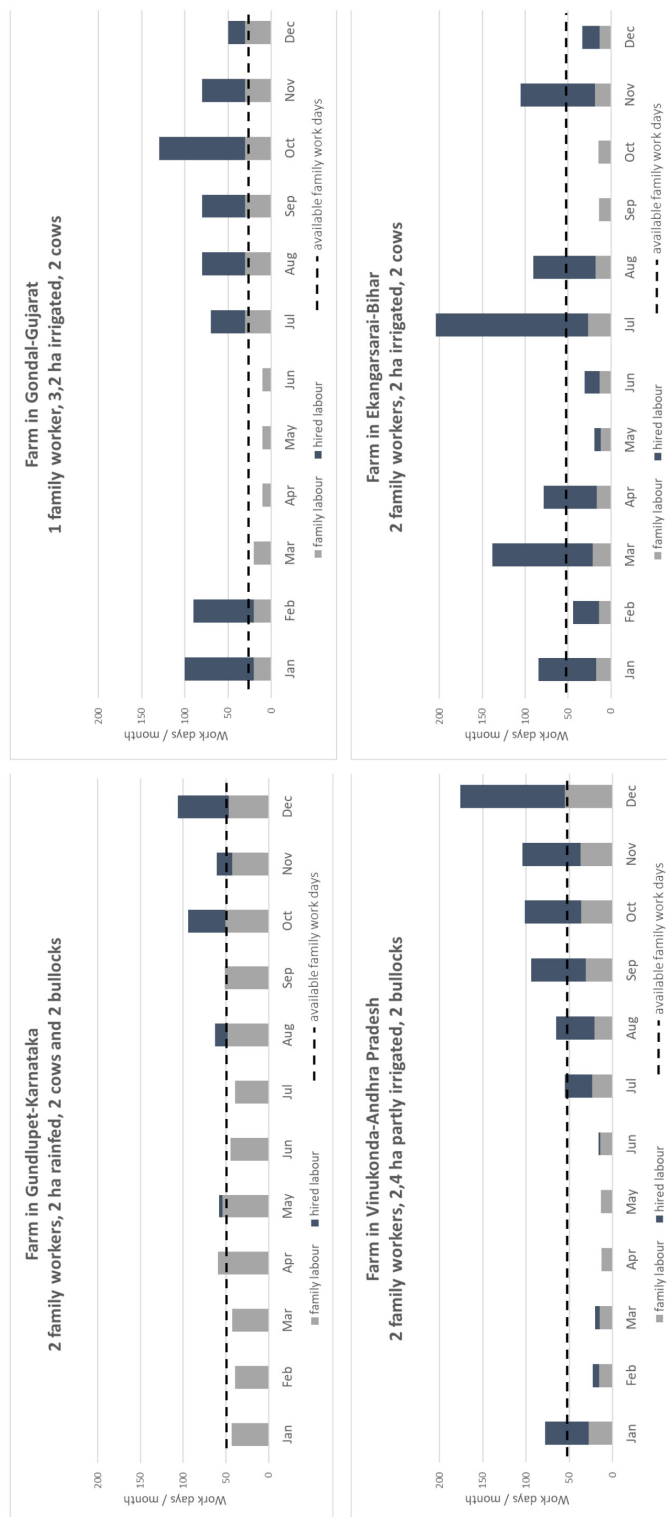 Farm in Gundlupet-Karnataka
2 family workers, 2 ha rainfed, 2 cows and 2 bullocks
Work days / month
200
150
100
50
0
Jan Feb Mar Apr May Jun Jul Aug Sep Oct Nov Dec
family labour hired labour available family work days
Farm in Gondal-Gujarat
1 family worker, 3,2 ha irrigated, 2 cows
Work days / month
200
150
100
50
0
Jan Feb Mar Apr May Jun Jul Aug Sep Oct Nov Dec
family labour hired labour available family work days
Farm in Vinukonda-Andhra Pradesh
2 family workers, 2,4 ha partly irrigated, 2 bullocks
Work days / month
200
150
100
50
0
Jan Feb Mar Apr May Jun Jul Aug Sep Oct Nov Dec
family labour hired labour available family work days
Farm in Ekangarsarai-Bihar
2 family workers, 2 ha irrigated, 2 cows
Work days / month
200
150
100
50
0
Jan Feb Mar Apr May Jun Jul Aug Sep Oct Nov Dec
family labour hired labour available family work days